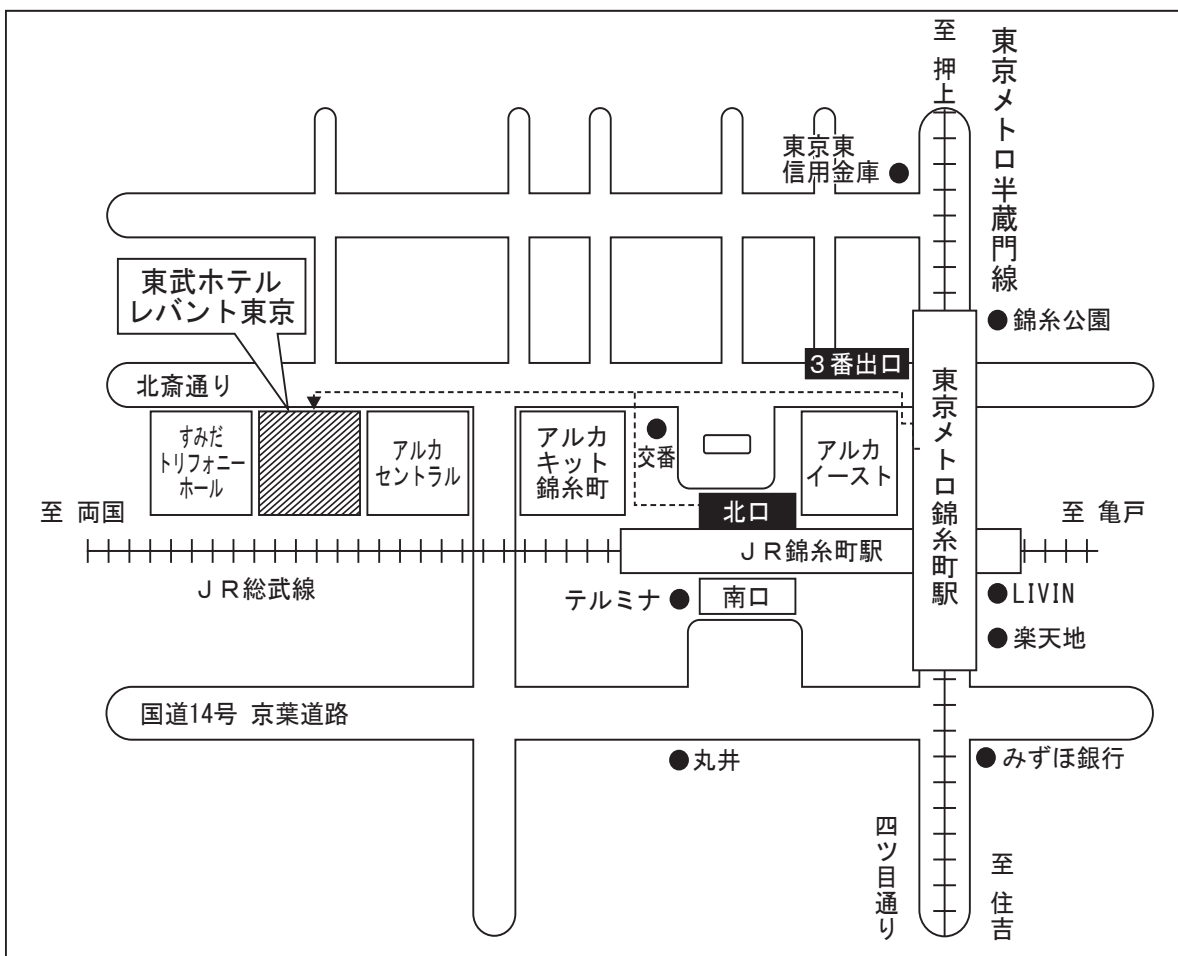 至 押上
東京メトロ半蔵門線
東京東
信用金庫
東武ホテル
レバント東京
錦糸公園
3番出口
北斎通り
すみだ
トリフォニー
ホール
アルカ
セントラル
アルカ
キット
錦糸町
交番
アルカ
イースト
東京メトロ錦糸町駅
至 両国
北口
至 亀戸
JR錦糸町駅
JR総武線
テルミナ
南口
LIVIN
楽天地
国道14号 京葉道路
丸井
みずほ銀行
四ツ目通り
至 住吉